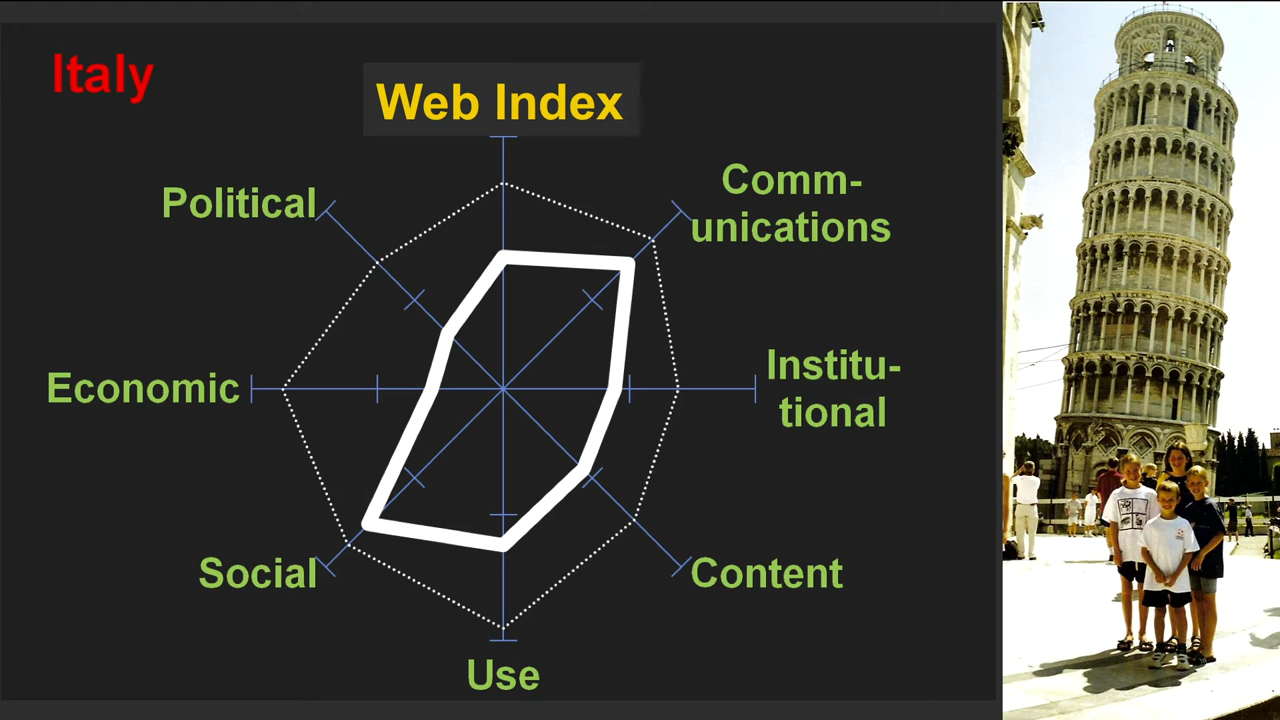 Italy
Web Index
Comm-
unications
Political
Institu-
tional
Economic
Social
Content
Use